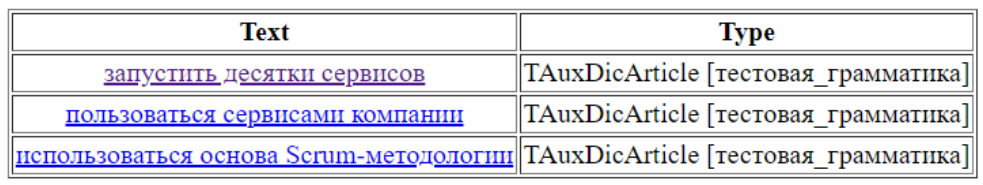 Text Type
запустить десятки сервисов TAuxDicArticle [тестовая_грамматика]
пользоваться сервисами компании TAuxDicArticle [тестовая_грамматика]
использоваться основа Scrum-методологии TAuxDicArticle [тестовая_грамматика]